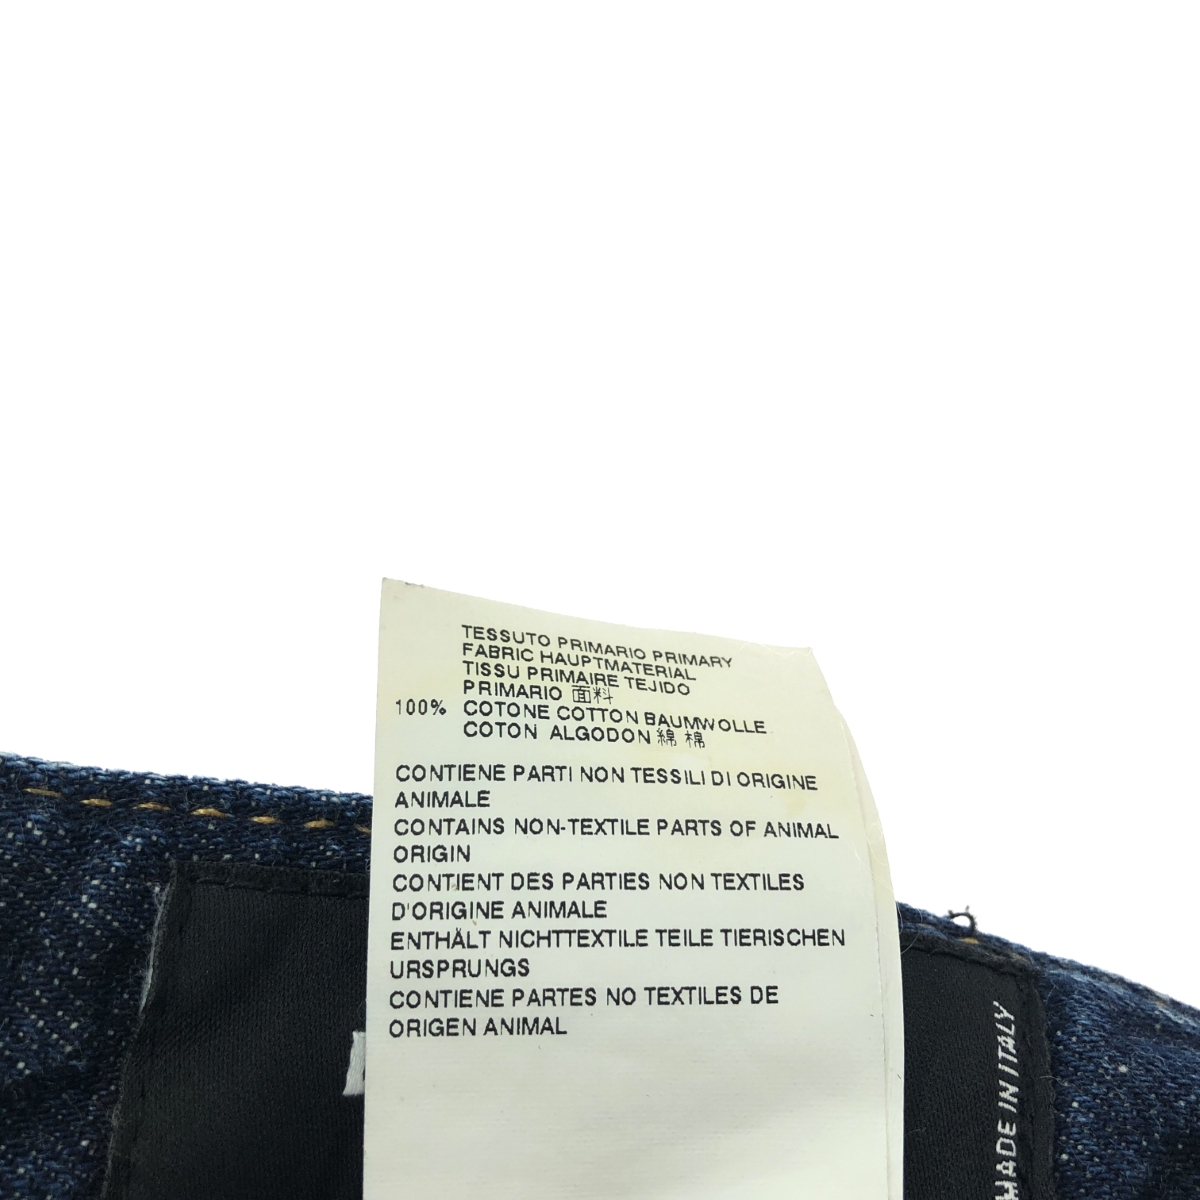 TESSUTO PRIMARIO PRIMARY
FABRIC HAUPTMATERIAL
TISSU PRIMAIRE TEJIDO
PRIMARIO 面料
100% COTONE COTTON BAUMWOLLE
COTON ALGODON 綿 棉
CONTIENE PARTI NON TESSILI DI ORIGINE
ANIMALE
CONTAINS NON-TEXTILE PARTS OF ANIMAL
ORIGIN
CONTIENT DES PARTIES NON TEXTILES
D'ORIGINE ANIMALE
ENTHÄLT NICHTTEXTILE TEILE TIERISCHEN
URSPRUNGS
CONTIENE PARTES NO TEXTILES DE
ORIGEN ANIMAL
MADE IN ITALY